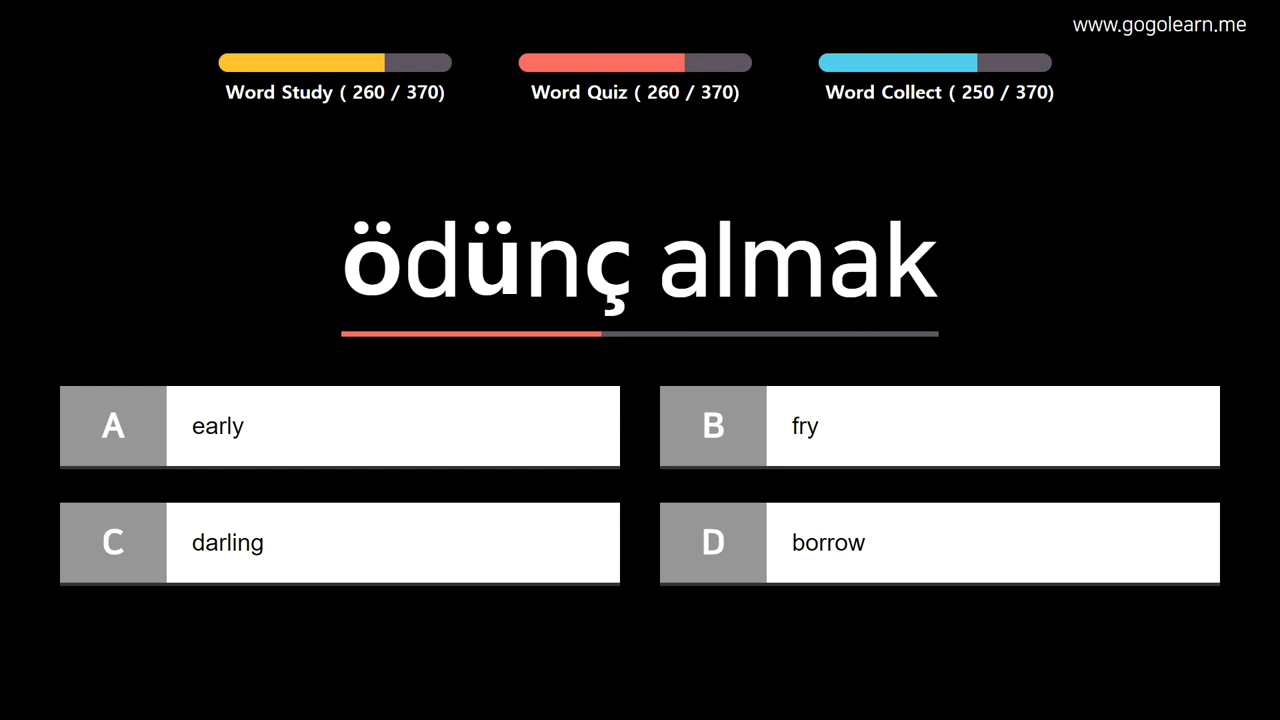 www.gogolearn.me
Word Study ( 260 / 370)
Word Quiz ( 260 / 370)
Word Collect ( 250 / 370)
ödünç almak
A early
B fry
C darling
D borrow